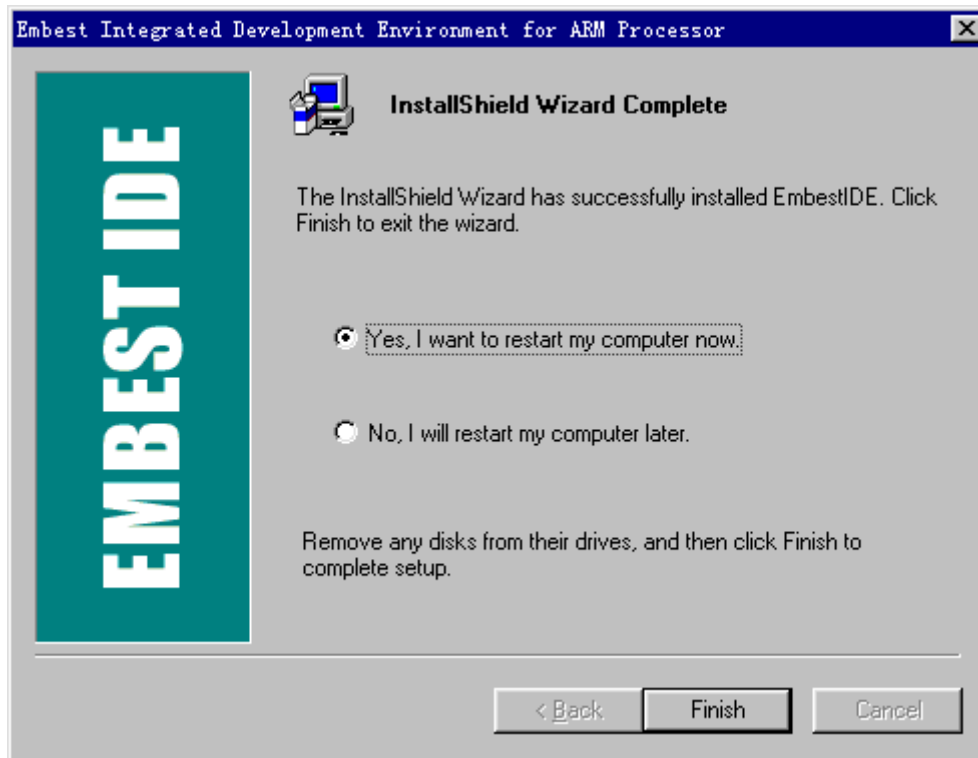 Embest Integrated Development Environment for ARM Processor
EMBEST IDE
InstallShield Wizard Complete
The InstallShield Wizard has successfully installed EmbestIDE. Click
Finish to exit the wizard.
Yes, I want to restart my computer now.
No, I will restart my computer later.
Remove any disks from their drives, and then click Finish to
complete setup.
< Back
Finish
Cancel